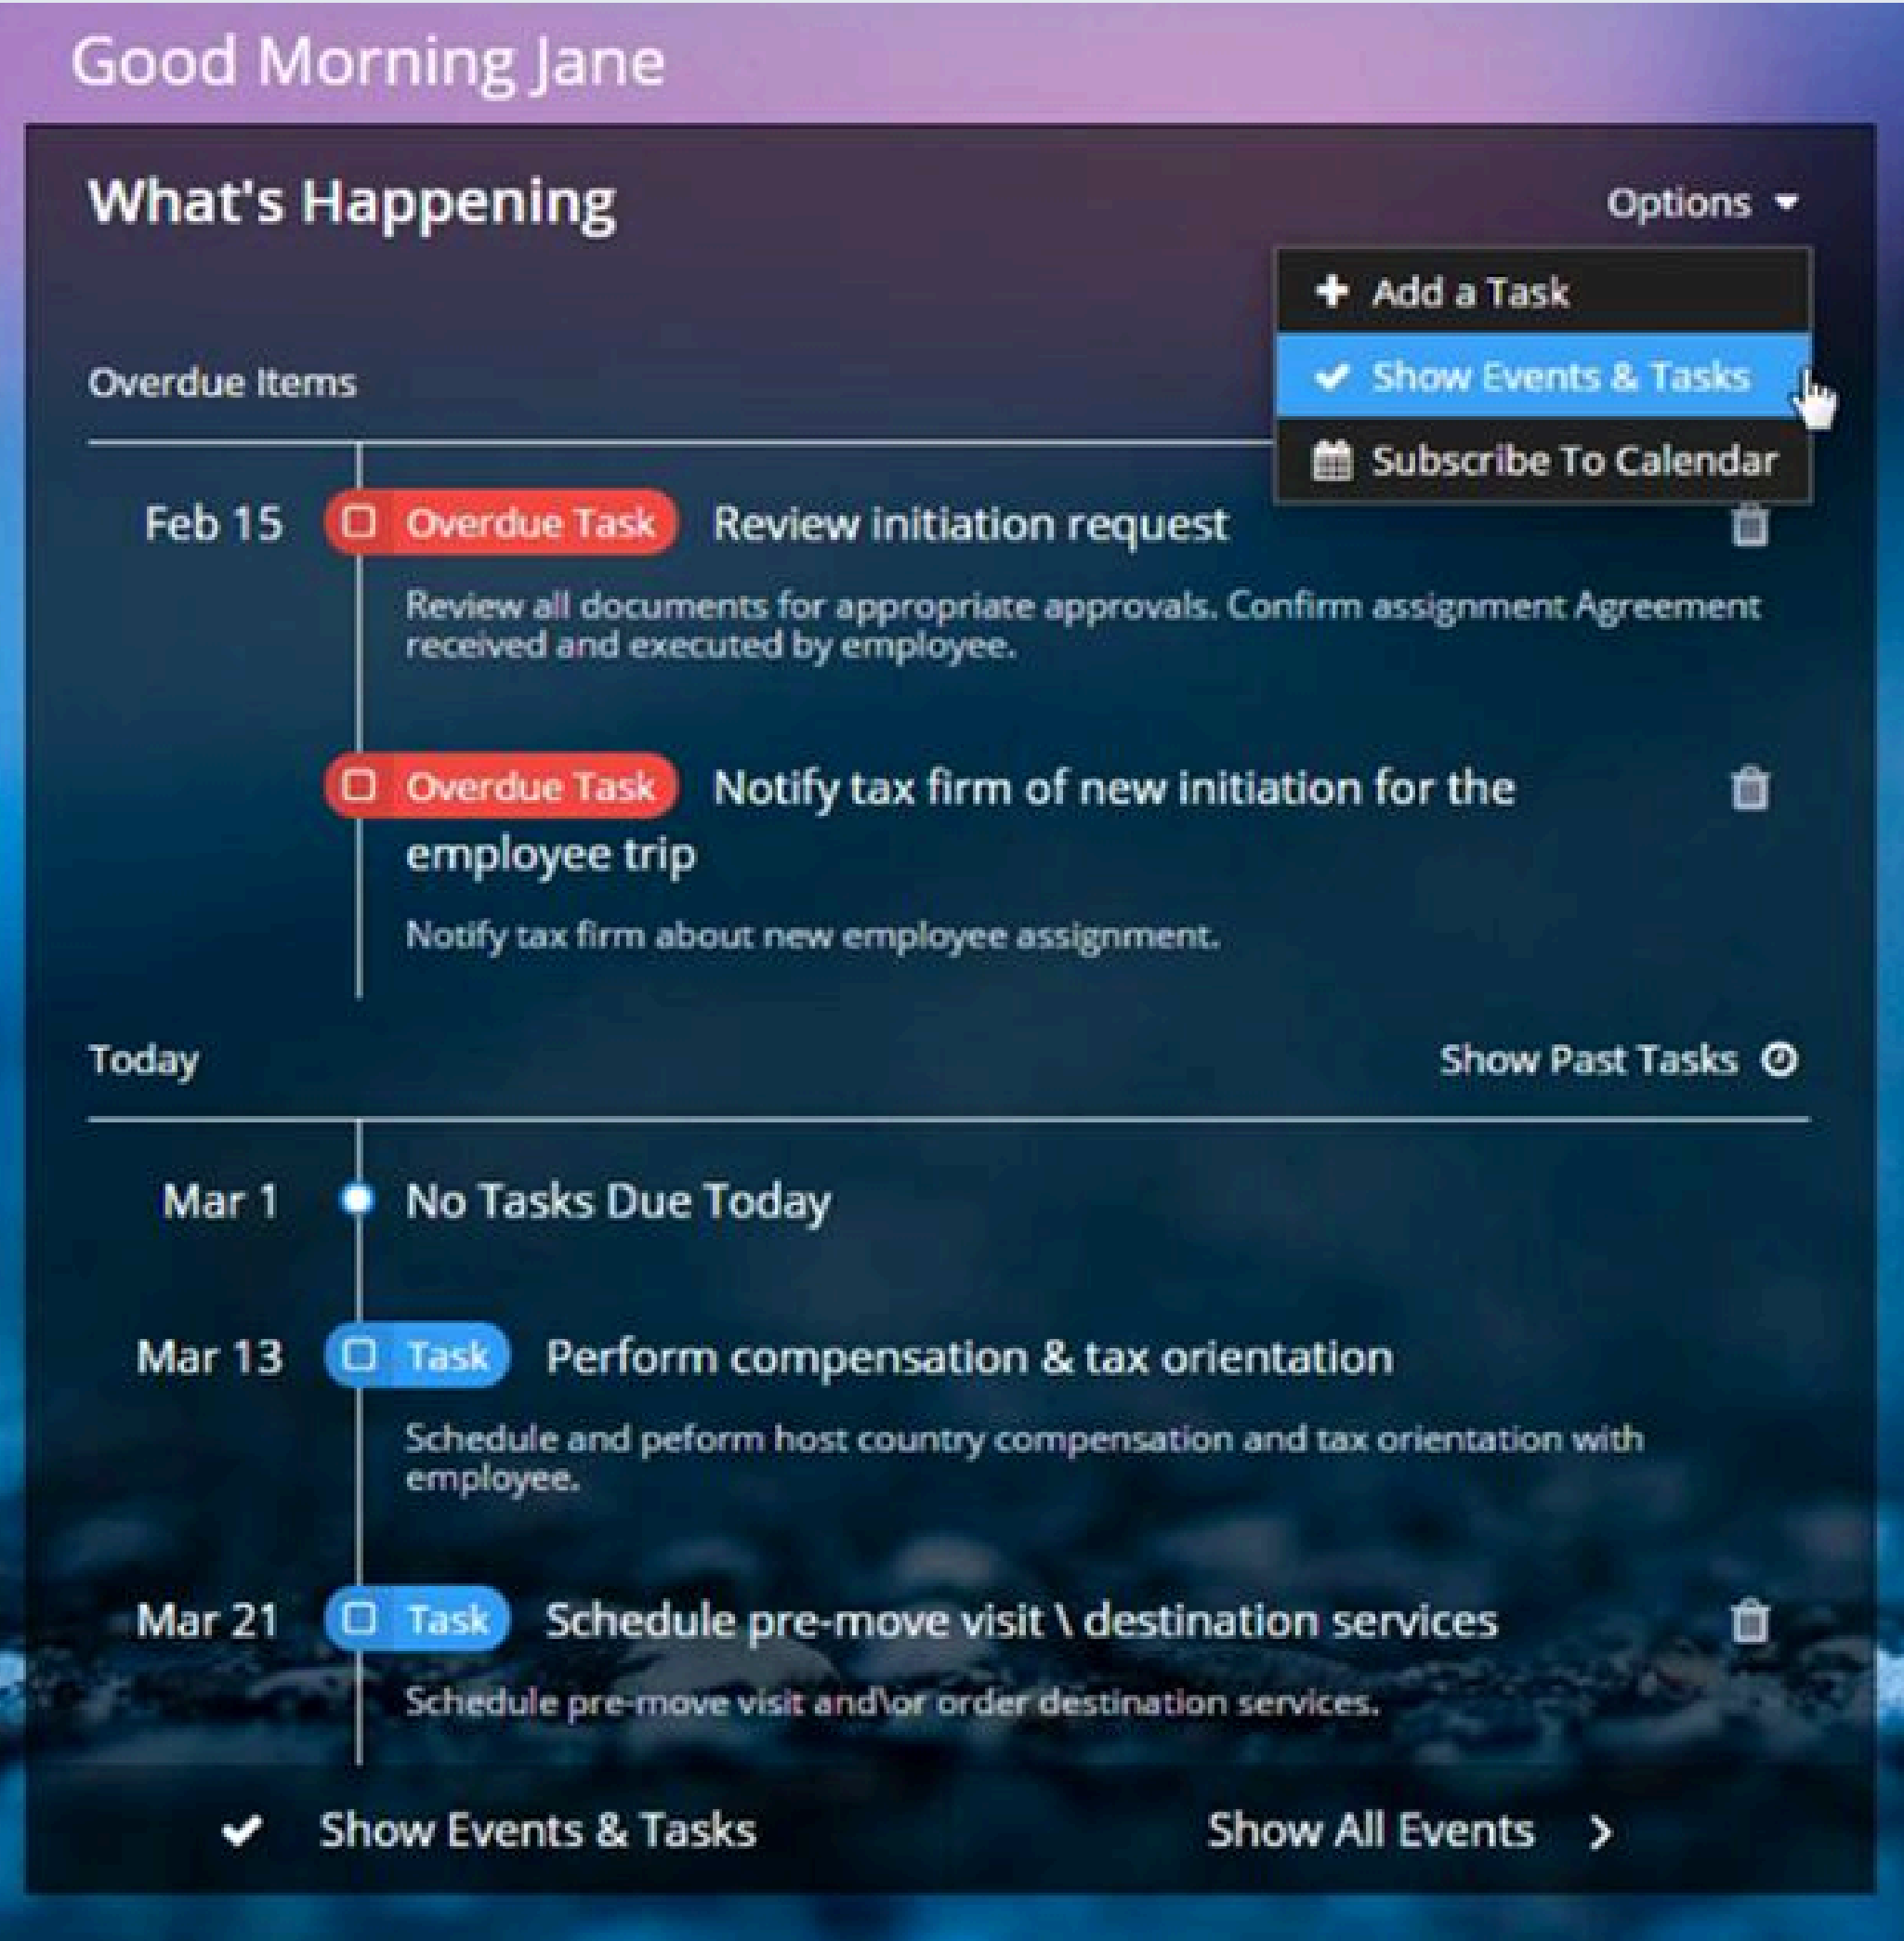 Good Morning Jane
What's Happening
Options
Add a Task
Show Events & Tasks
Subscribe To Calendar
Overdue Items
Feb 15 Overdue Task Review initiation request
Review all documents for appropriate approvals. Confirm assignment Agreement
received and executed by employee.
Overdue Task Notify tax firm of new initiation for the
employee trip
Notify tax firm about new employee assignment.
Today Show Past Tasks
Mar 1 No Tasks Due Today
Mar 13 Task Perform compensation & tax orientation
Schedule and peform host country compensation and tax orientation with
employee.
Mar 21 Task Schedule pre-move visit \ destination services
Schedule pre-move visit and\or order destination services.
Show Events & Tasks Show All Events